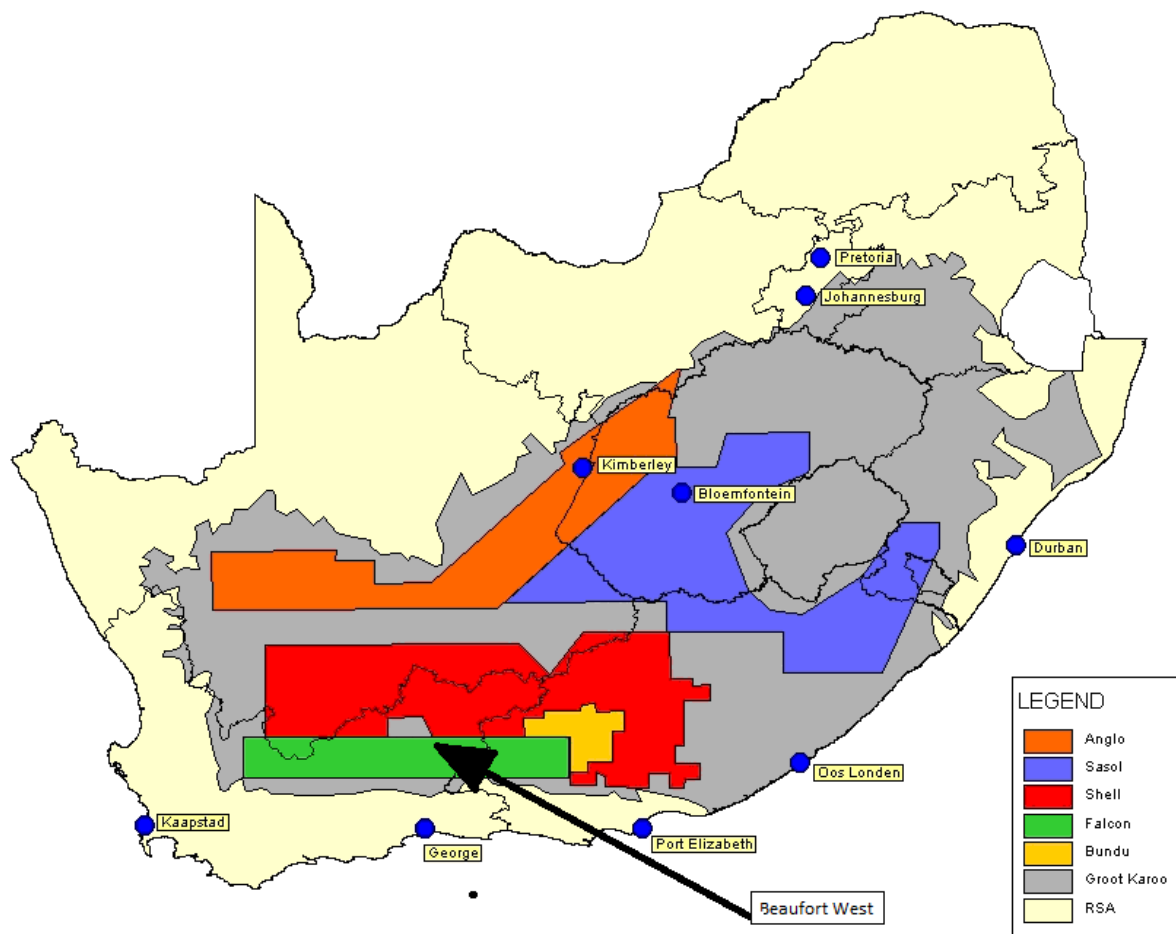 Pretoria
Johannesburg
Kimberley
Bloemfontein
Durban
Oos Londen
Kaapstad
George
Port Elizabeth
Beaufort West
LEGEND
Anglo
Sasol
Shell
Falcon
Bundu
Groot Karoo
RSA